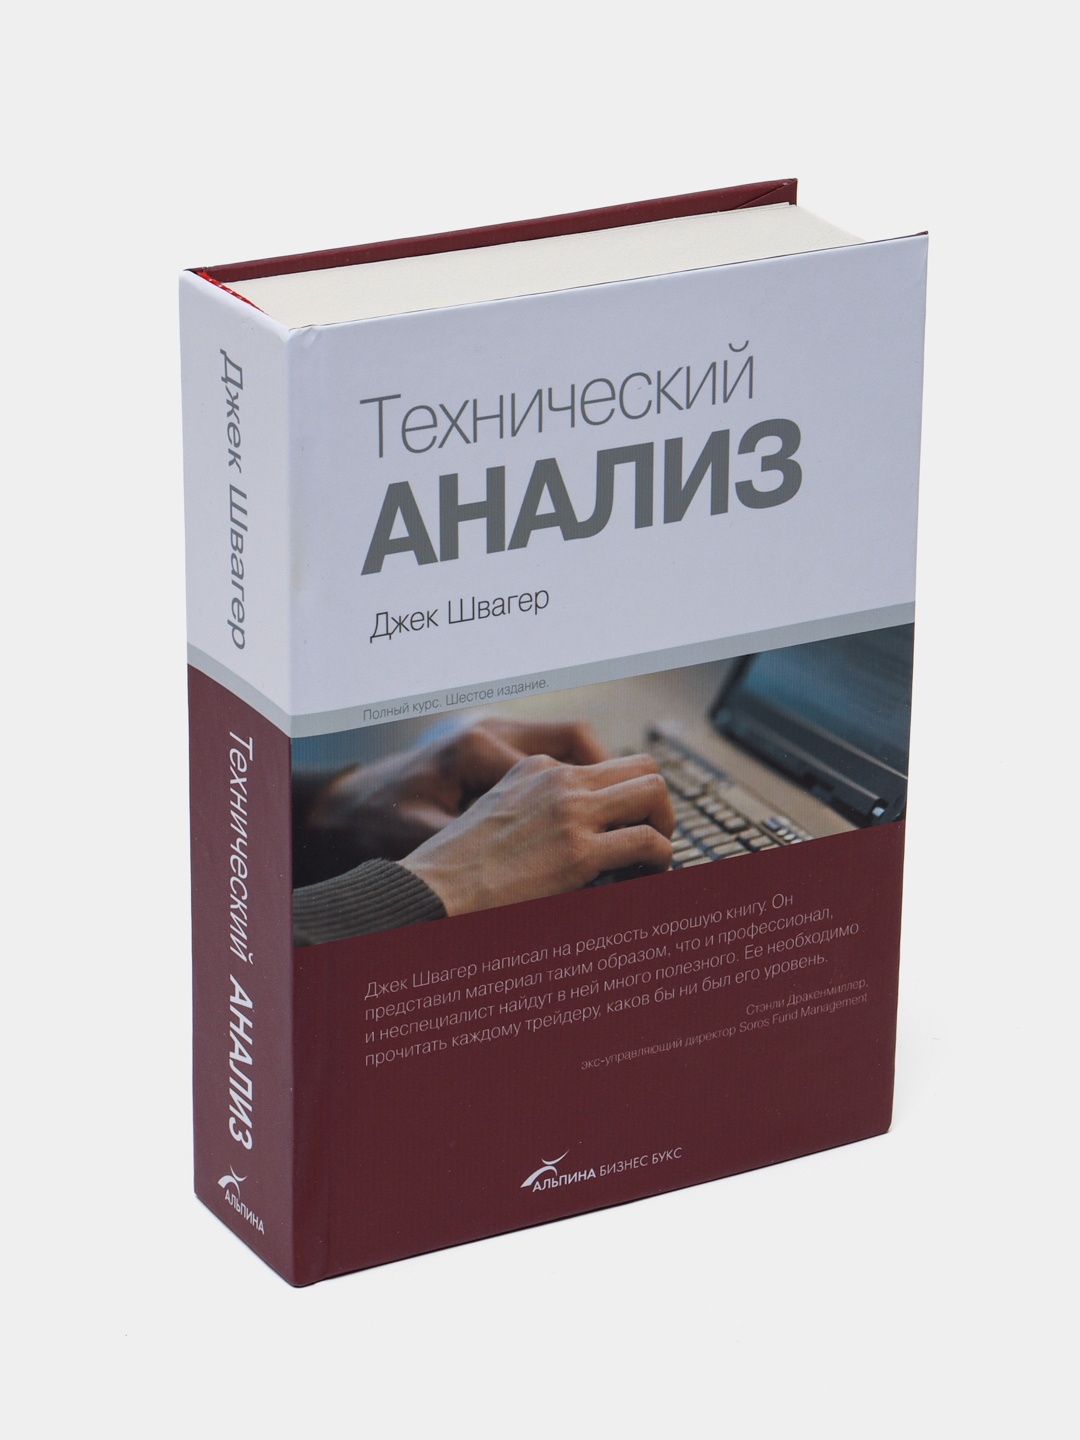 Джек Швагер
Технический АНАЛИЗ
АЛЬПИНА
Технический
АНАЛИЗ
Джек Швагер
Полный курс. Шестое издание.
Джек Швагер написал на редкость хорошую книгу. Он
представил материал таким образом, что и профессионал,
и неспециалист найдут в ней много полезного. Ее необходимо
прочитать каждому трейдеру, каков бы ни был его уровень.
Стэнли Дракенмиллер,
экс-управляющий директор Soros Fund Management
АЛЬПИНА БИЗНЕС БУКС